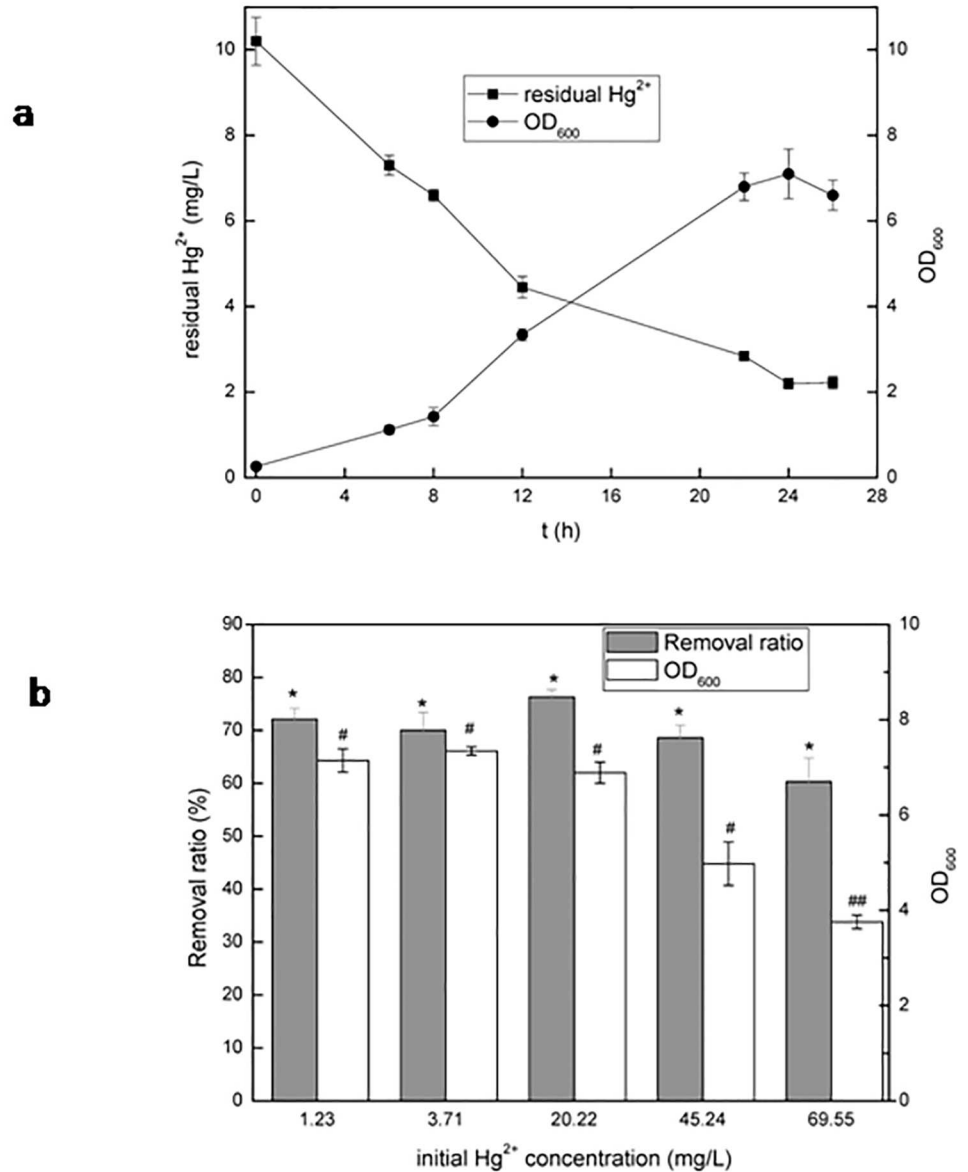 a
residual Hg²⁺
OD₆₀₀
10
8
6
4
2
0
residual Hg²⁺ (mg/L)
10
8
6
4
2
0
OD₆₀₀
0 4 8 12 16 20 24 28
t (h)
b
Removal ratio
OD₆₀₀
90
80
70
60
50
40
30
20
10
0
Removal ratio (%)
10
8
6
4
2
0
OD₆₀₀
* # * # * # * # * ##
1.23 3.71 20.22 45.24 69.55
initial Hg²⁺ concentration (mg/L)